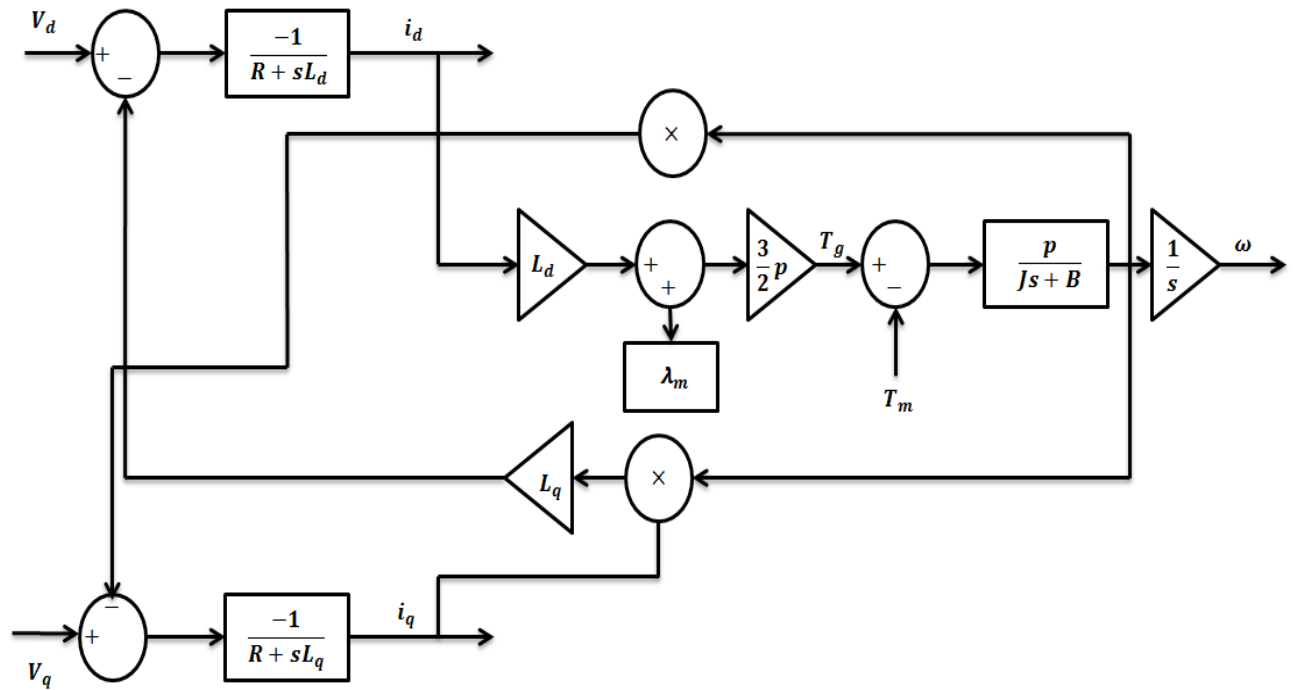 V_d
+
−
−1
R + sL_d
i_d
×
L_d
+
+
3
2 p
T_g
+
−
p
Js + B
1
s
ω
λ_m
T_m
L_q
×
−
+
V_q
−1
R + sL_q
i_q